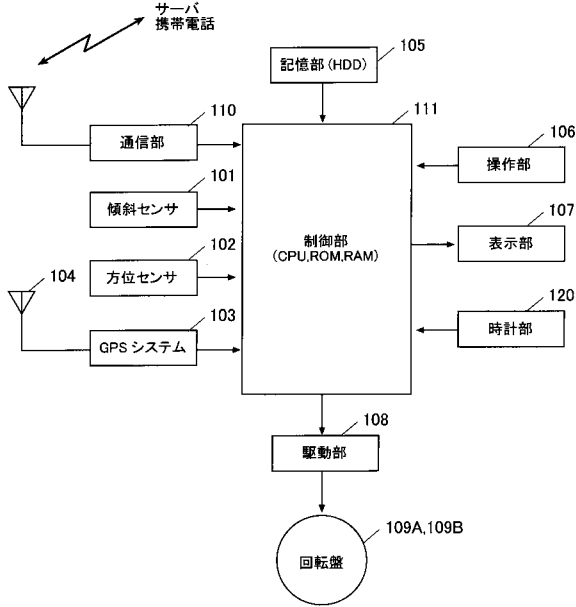 サーバ
携帯電話
105
記憶部(HDD)
110
通信部
111
106
操作部
101
傾斜センサ
107
表示部
制御部
(CPU,ROM,RAM)
102
方位センサ
104
103
GPS システム
120
時計部
108
駆動部
109A,109B
回転盤